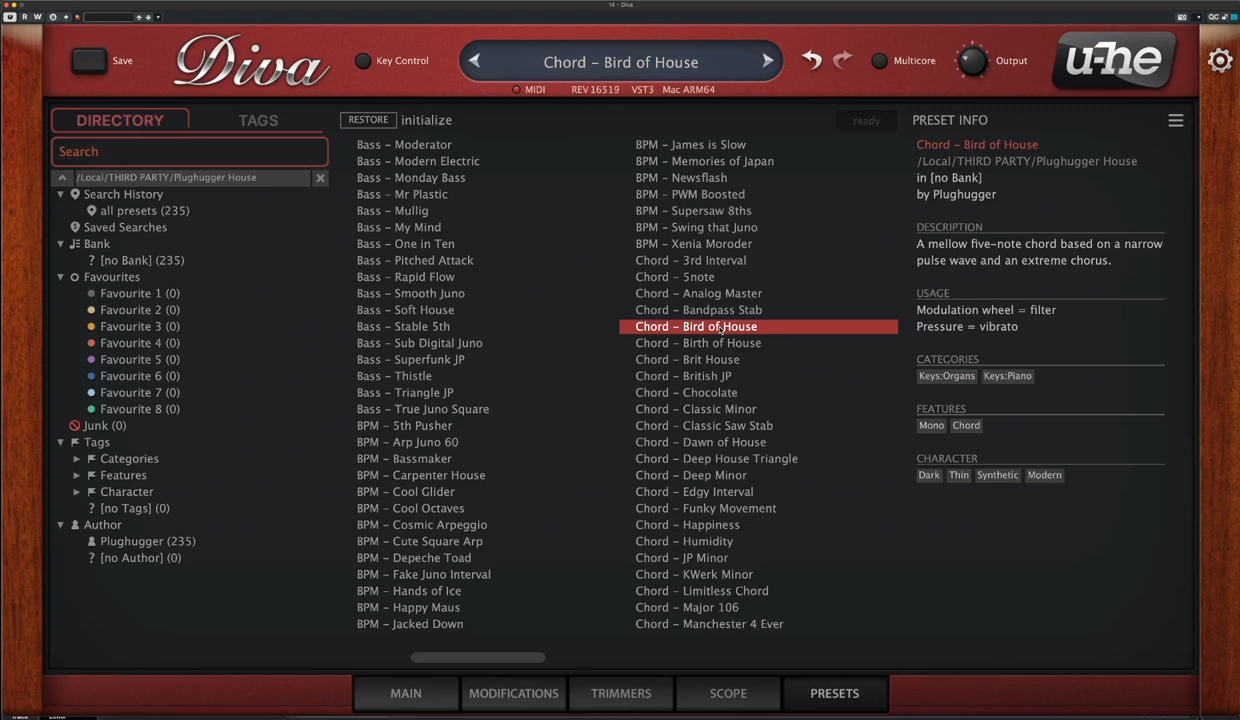 14 - Diva
R W
QC
Save
Diva
Key Control
Chord – Bird of House
Multicore
Output
u-he
MIDI REV 16519 VST3 Mac ARM64
DIRECTORY TAGS
RESTORE initialize
ready
PRESET INFO
Search
/Local/THIRD PARTY/Plughugger House
Search History
all presets (235)
Saved Searches
Bank
? [no Bank] (235)
Favourites
Favourite 1 (0)
Favourite 2 (0)
Favourite 3 (0)
Favourite 4 (0)
Favourite 5 (0)
Favourite 6 (0)
Favourite 7 (0)
Favourite 8 (0)
Junk (0)
Tags
Categories
Features
Character
? [no Tags] (0)
Author
Plughugger (235)
? [no Author] (0)
Bass – Moderator
Bass – Modern Electric
Bass – Monday Bass
Bass – Mr Plastic
Bass – Mullig
Bass – My Mind
Bass – One in Ten
Bass – Pitched Attack
Bass – Rapid Flow
Bass – Smooth Juno
Bass – Soft House
Bass – Stable 5th
Bass – Sub Digital Juno
Bass – Superfunk JP
Bass – Thistle
Bass – Triangle JP
Bass – True Juno Square
BPM – 5th Pusher
BPM – Arp Juno 60
BPM – Bassmaker
BPM – Carpenter House
BPM – Cool Glider
BPM – Cool Octaves
BPM – Cosmic Arpeggio
BPM – Cute Square Arp
BPM – Depeche Toad
BPM – Fake Juno Interval
BPM – Hands of Ice
BPM – Happy Maus
BPM – Jacked Down
BPM – James is Slow
BPM – Memories of Japan
BPM – Newsflash
BPM – PWM Boosted
BPM – Supersaw 8ths
BPM – Swing that Juno
BPM – Xenia Moroder
Chord – 3rd Interval
Chord – 5note
Chord – Analog Master
Chord – Bandpass Stab
Chord – Bird of House
Chord – Birth of House
Chord – Brit House
Chord – British JP
Chord – Chocolate
Chord – Classic Minor
Chord – Classic Saw Stab
Chord – Dawn of House
Chord – Deep House Triangle
Chord – Deep Minor
Chord – Edgy Interval
Chord – Funky Movement
Chord – Happiness
Chord – Humidity
Chord – JP Minor
Chord – KWerk Minor
Chord – Limitless Chord
Chord – Major 106
Chord – Manchester 4 Ever
Chord – Bird of House
/Local/THIRD PARTY/Plughugger House
in [no Bank]
by Plughugger
DESCRIPTION
A mellow five-note chord based on a narrow
pulse wave and an extreme chorus.
USAGE
Modulation wheel = filter
Pressure = vibrato
CATEGORIES
Keys:Organs Keys:Piano
FEATURES
Mono Chord
CHARACTER
Dark Thin Synthetic Modern
MAIN MODIFICATIONS TRIMMERS SCOPE PRESETS